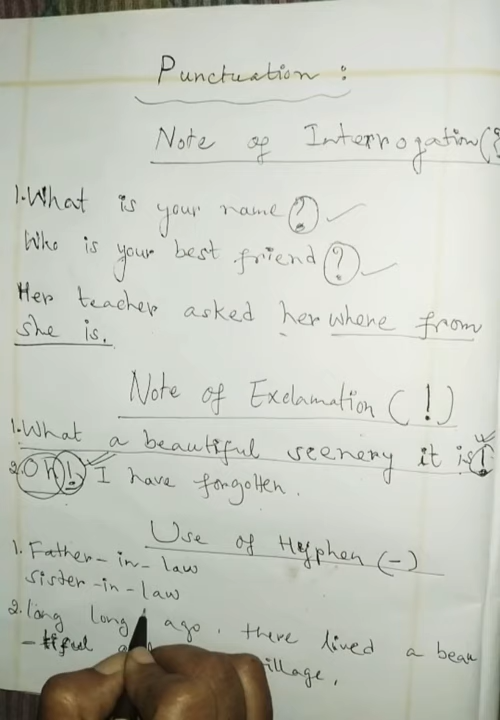 Punctuation :
Note of Interrogation (?
1. What is your name ?
Who is your best friend ?
Her teacher asked her where from
she is.
Note of Exclamation ( ! )
1. What a beautiful scenery it is !
2. Oh ! I have forgotten.
Use of Hyphen (-)
1. Father-in-law
sister-in-law
2. long long ago, there lived a beau
-tiful illage,